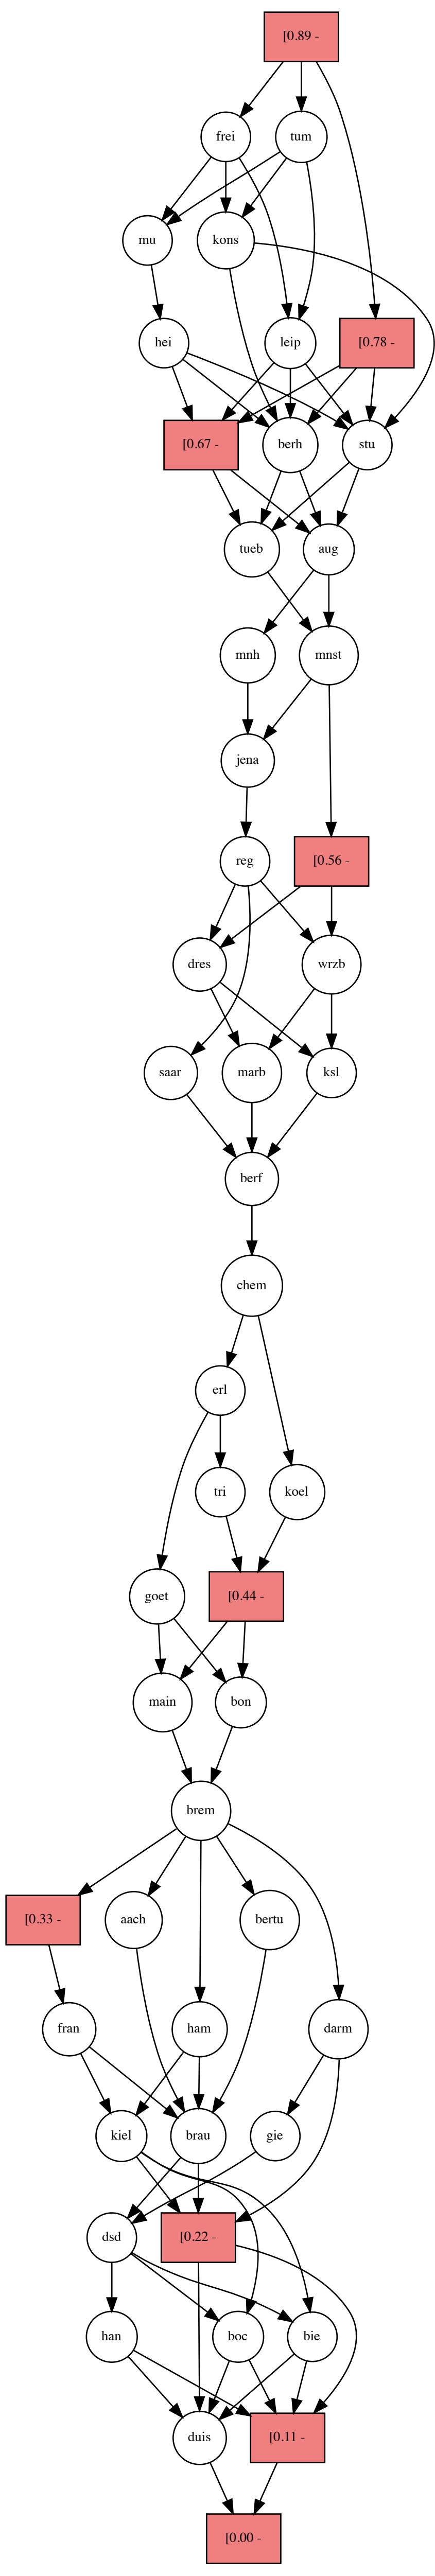 [0.89 -
frei
tum
mu
kons
hei
leip
[0.78 -
[0.67 -
berh
stu
tueb
aug
mnh
mnst
jena
reg
[0.56 -
dres
wrzb
saar
marb
ksl
berf
chem
erl
tri
koel
goet
[0.44 -
main
bon
brem
[0.33 -
aach
bertu
fran
ham
darm
kiel
brau
gie
dsd
[0.22 -
han
boc
bie
duis
[0.11 -
[0.00 -